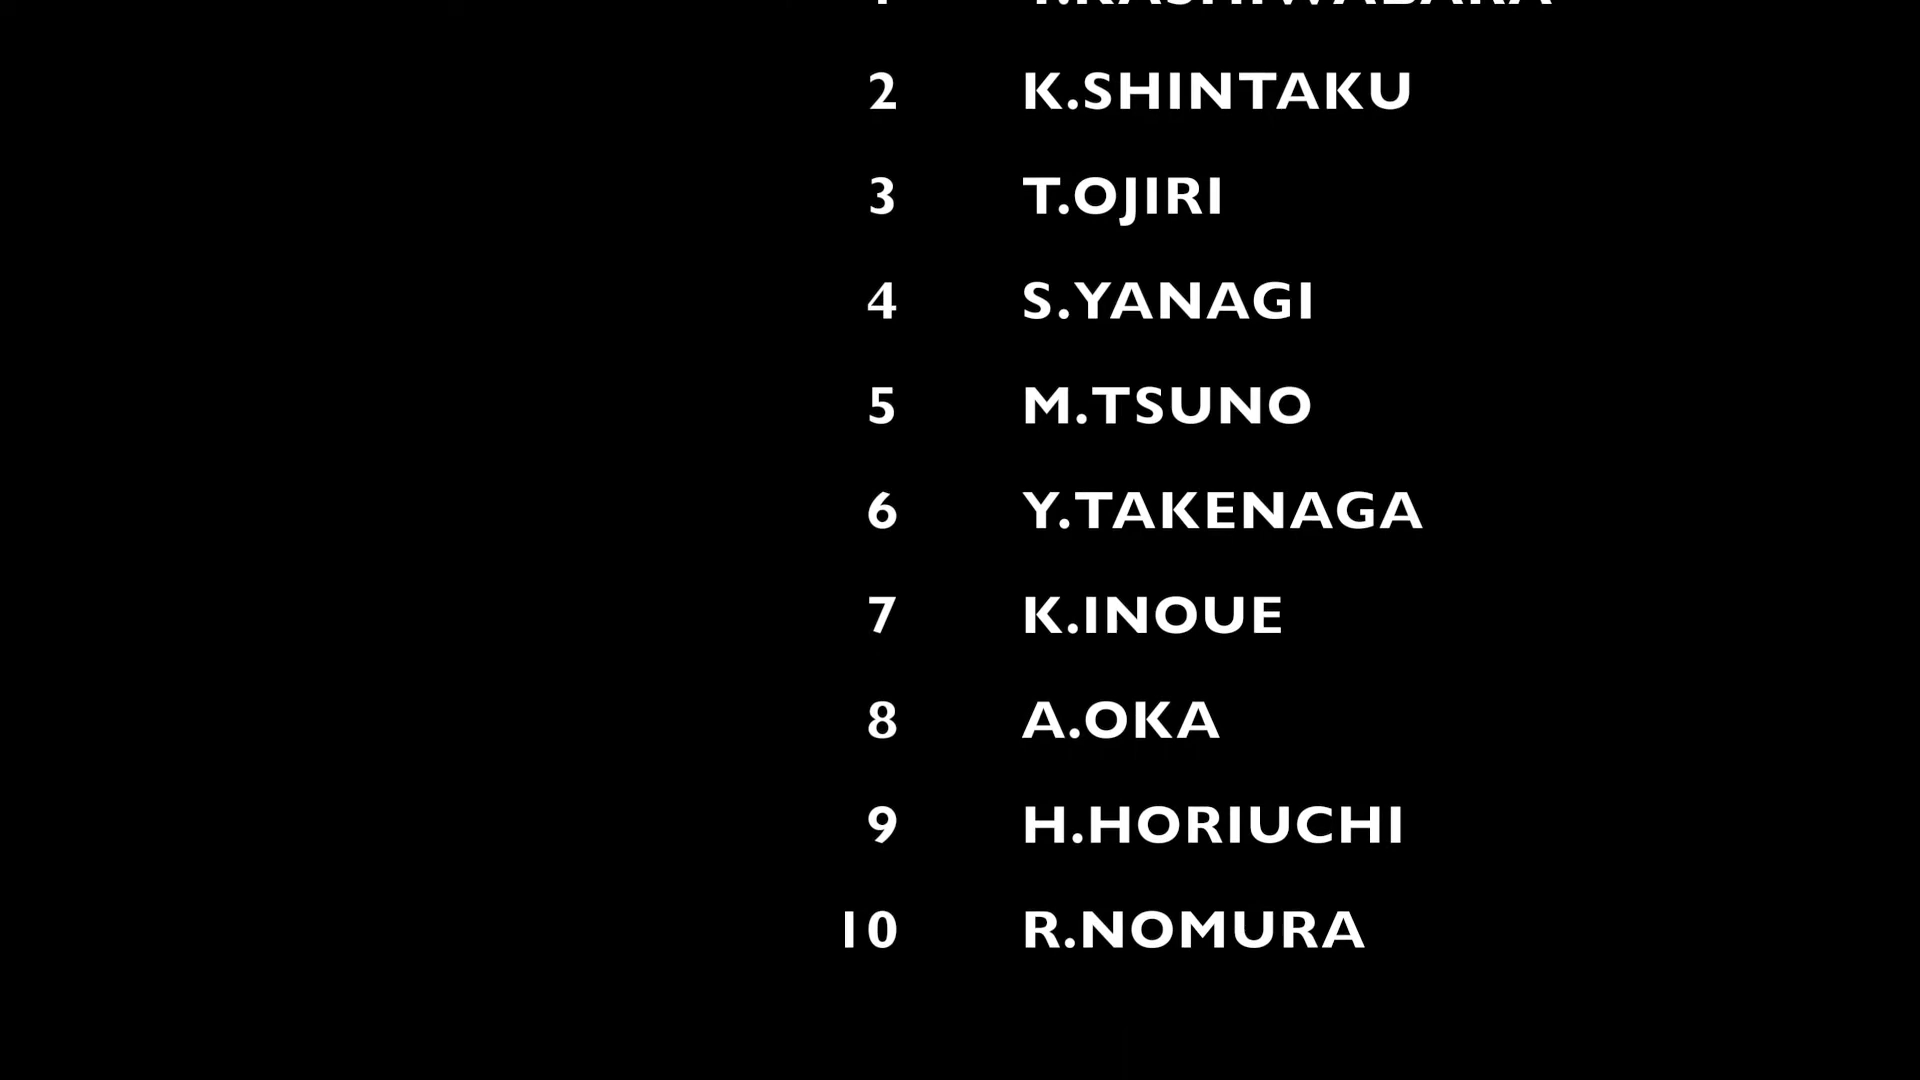 2 K.SHINTAKU
3 T.OJIRI
4 S.YANAGI
5 M.TSUNO
6 Y.TAKENAGA
7 K.INOUE
8 A.OKA
9 H.HORIUCHI
10 R.NOMURA